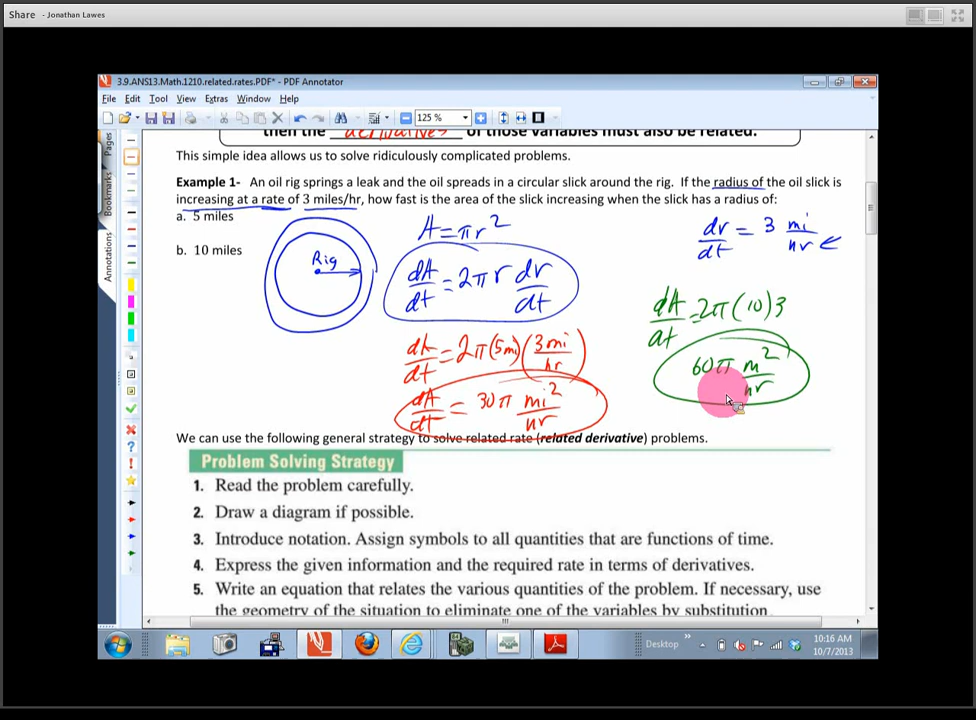 Share - Jonathan Lawes
3.9.ANS13.Math.1210.related.rates.PDF* - PDF Annotator
File Edit Tool View Extras Window Help
125 %
Pages
Bookmarks
Annotations
then the derivatives of those variables must also be related.
This simple idea allows us to solve ridiculously complicated problems.
Example 1- An oil rig springs a leak and the oil spreads in a circular slick around the rig. If the radius of the oil slick is
increasing at a rate of 3 miles/hr, how fast is the area of the slick increasing when the slick has a radius of:
a. 5 miles
b. 10 miles
Rig
A = πr²
dA/dt = 2πr dr/dt
dr/dt = 3 mi/hr
dA/dt = 2π(5mi)(3mi/hr)
dA/dt = 30π mi²/hr
dA/dt = 2π(10)3
60π m²/hr
We can use the following general strategy to solve related rate (related derivative) problems.
Problem Solving Strategy
1. Read the problem carefully.
2. Draw a diagram if possible.
3. Introduce notation. Assign symbols to all quantities that are functions of time.
4. Express the given information and the required rate in terms of derivatives.
5. Write an equation that relates the various quantities of the problem. If necessary, use
the geometry of the situation to eliminate one of the variables by substitution
Desktop
10:16 AM
10/7/2013